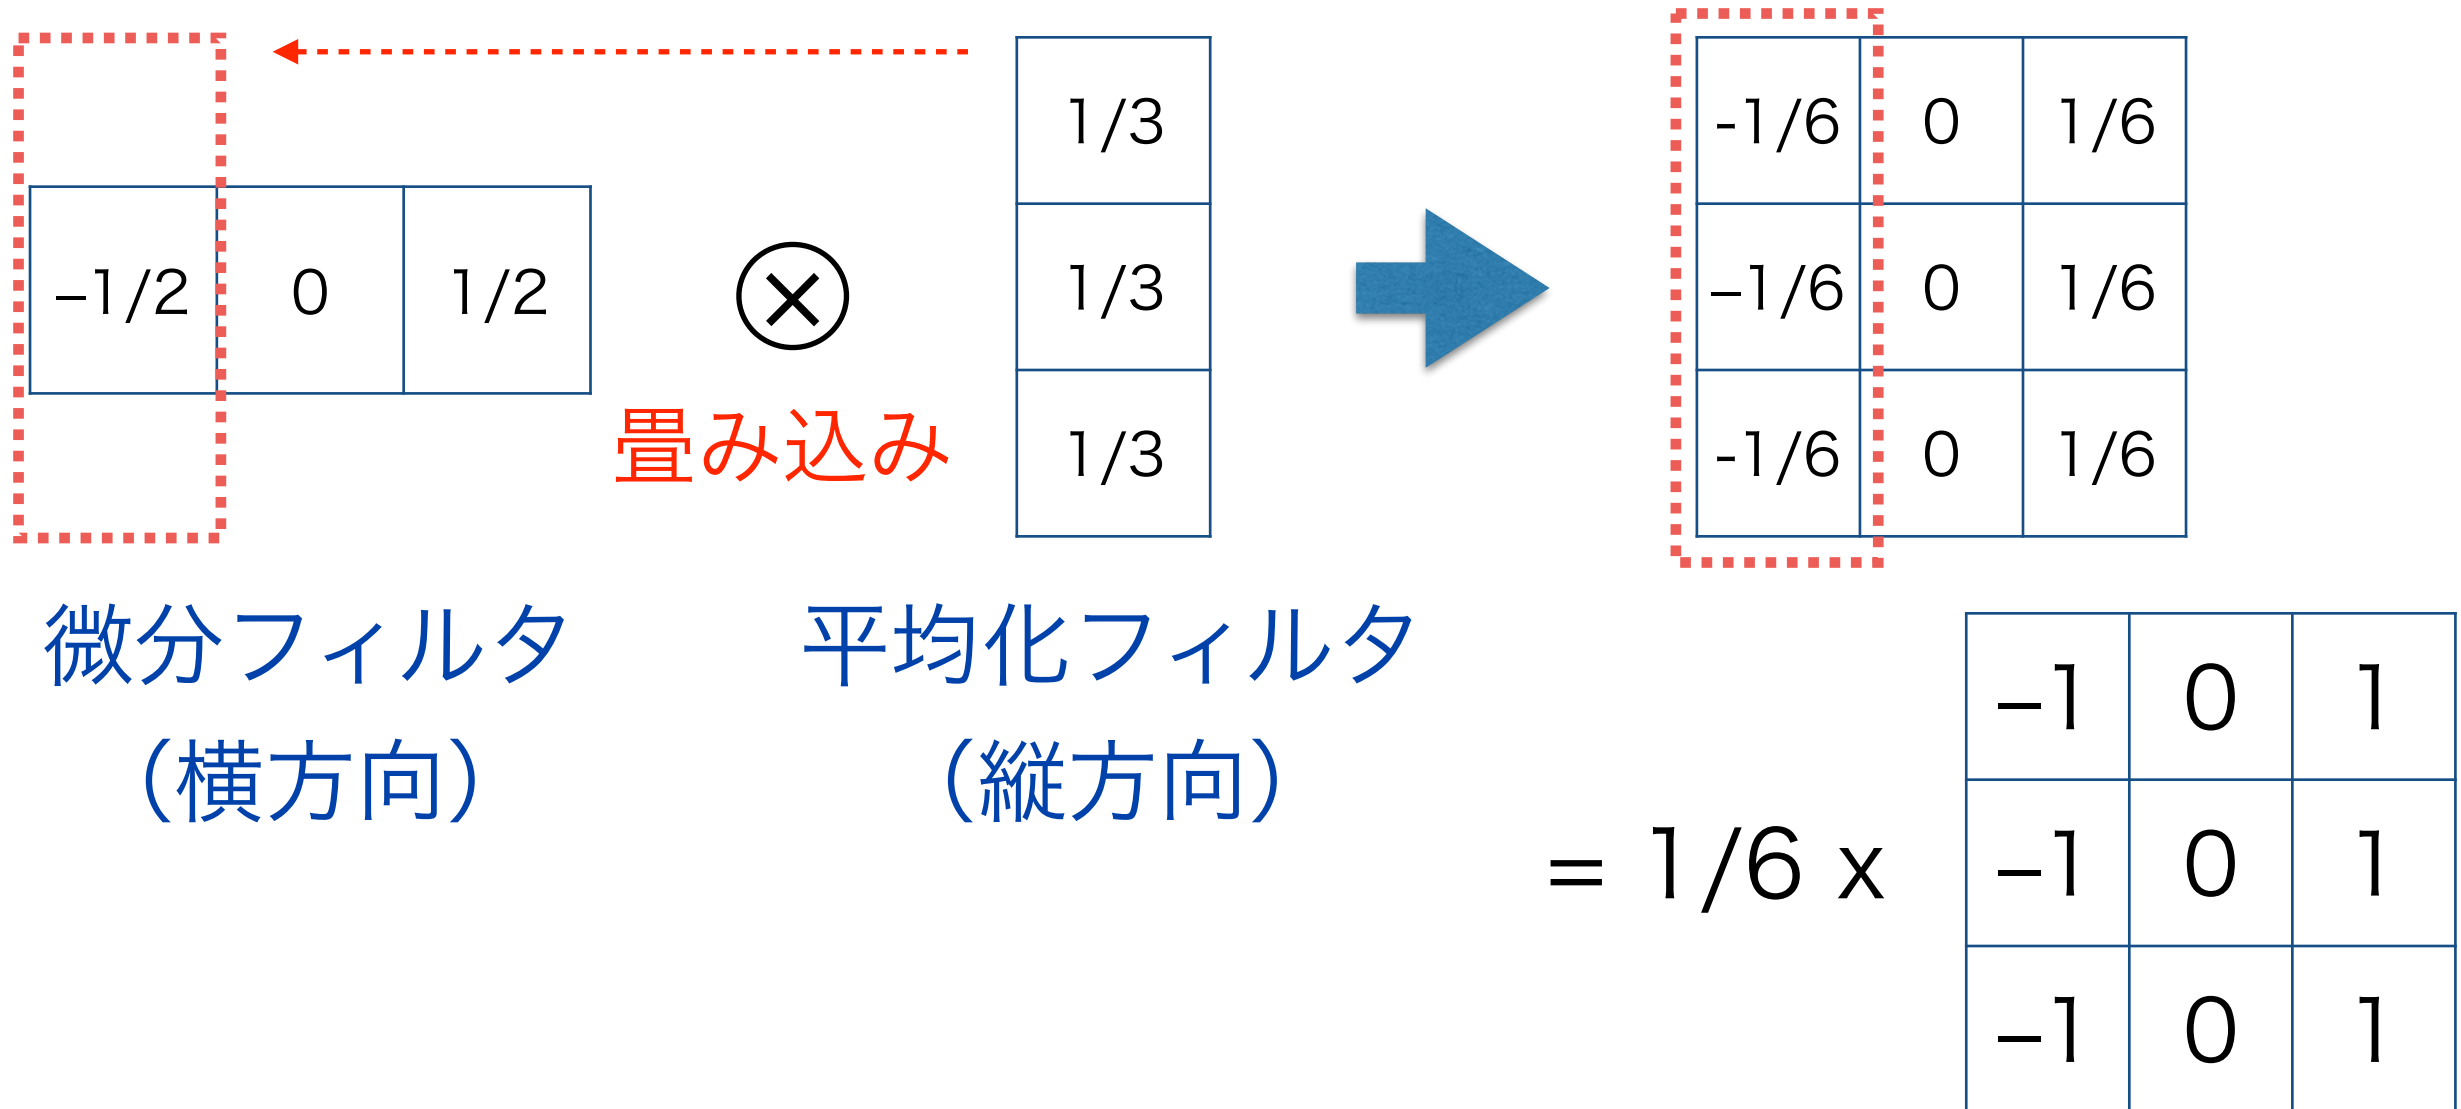 –1/2 0 1/2
畳み込み
1/3
1/3
1/3
-1/6 0 1/6
–1/6 0 1/6
-1/6 0 1/6
微分フィルタ
（横方向）
平均化フィルタ
（縦方向）
= 1/6 x
–1 0 1
–1 0 1
–1 0 1